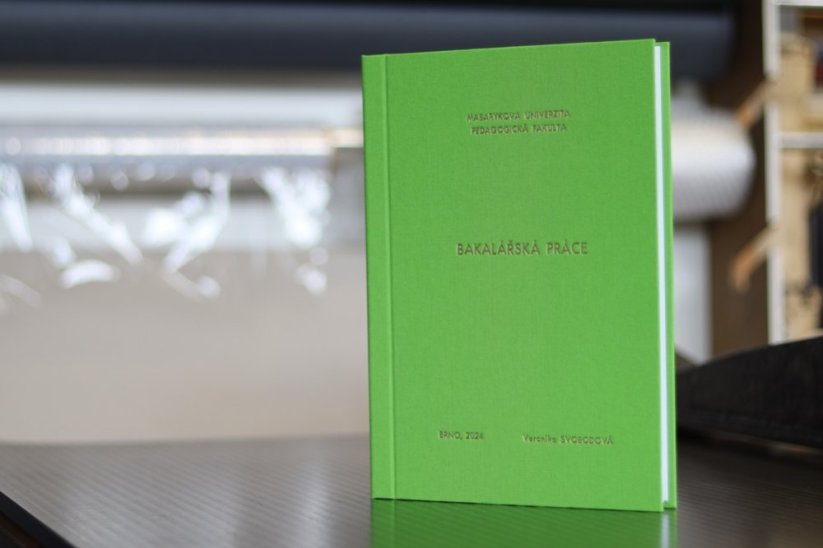 MASARYKOVA UNIVERZITA
PEDAGOGICKÁ FAKULTA
BAKALÁŘSKÁ PRÁCE
BRNO, 2024 Veronika SVOBODOVÁ